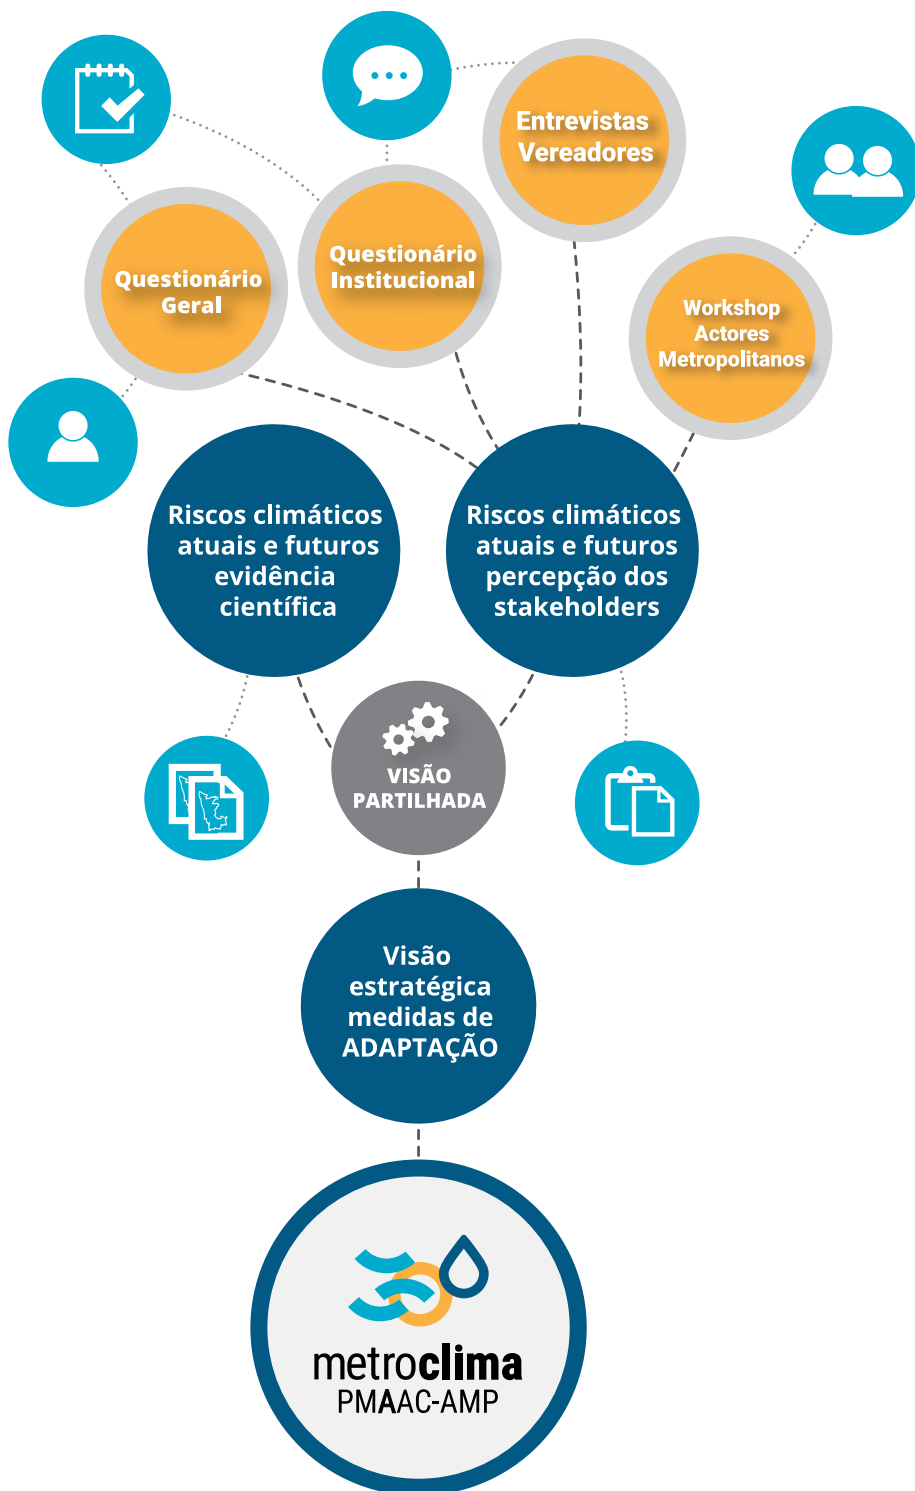 Entrevistas
Vereadores
Questionário
Institucional
Questionário
Geral
Workshop
Actores
Metropolitanos
Riscos climáticos
atuais e futuros
evidência
científica
Riscos climáticos
atuais e futuros
percepção dos
stakeholders
VISÃO
PARTILHADA
Visão
estratégica
medidas de
ADAPTAÇÃO
metroclima
PMAAC-AMP